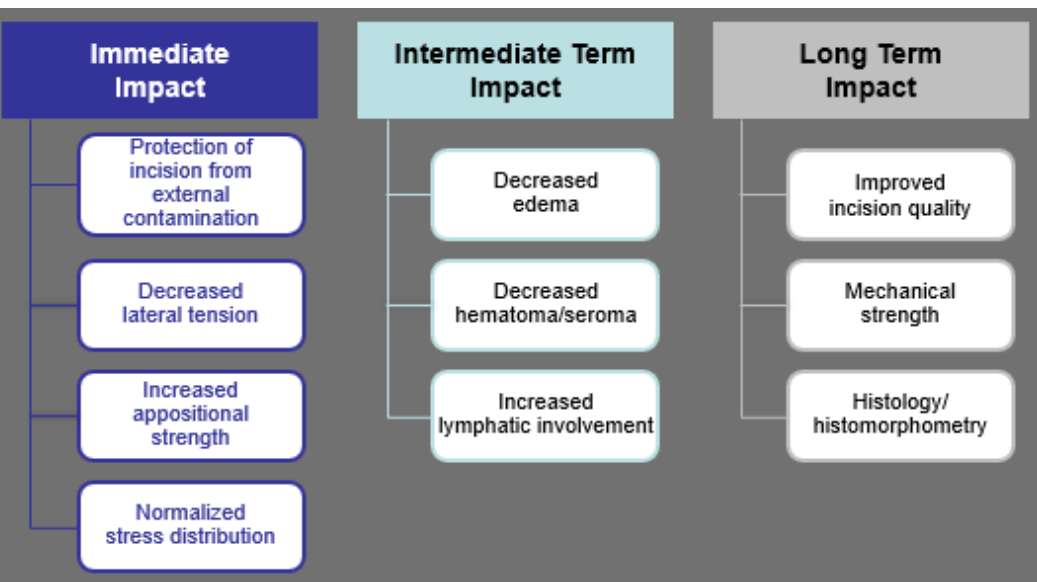 Immediate
Impact
Protection of
incision from
external
contamination
Decreased
lateral tension
Increased
appositional
strength
Normalized
stress distribution
Intermediate Term
Impact
Decreased
edema
Decreased
hematoma/seroma
Increased
lymphatic involvement
Long Term
Impact
Improved
incision quality
Mechanical
strength
Histology/
histomorphometry